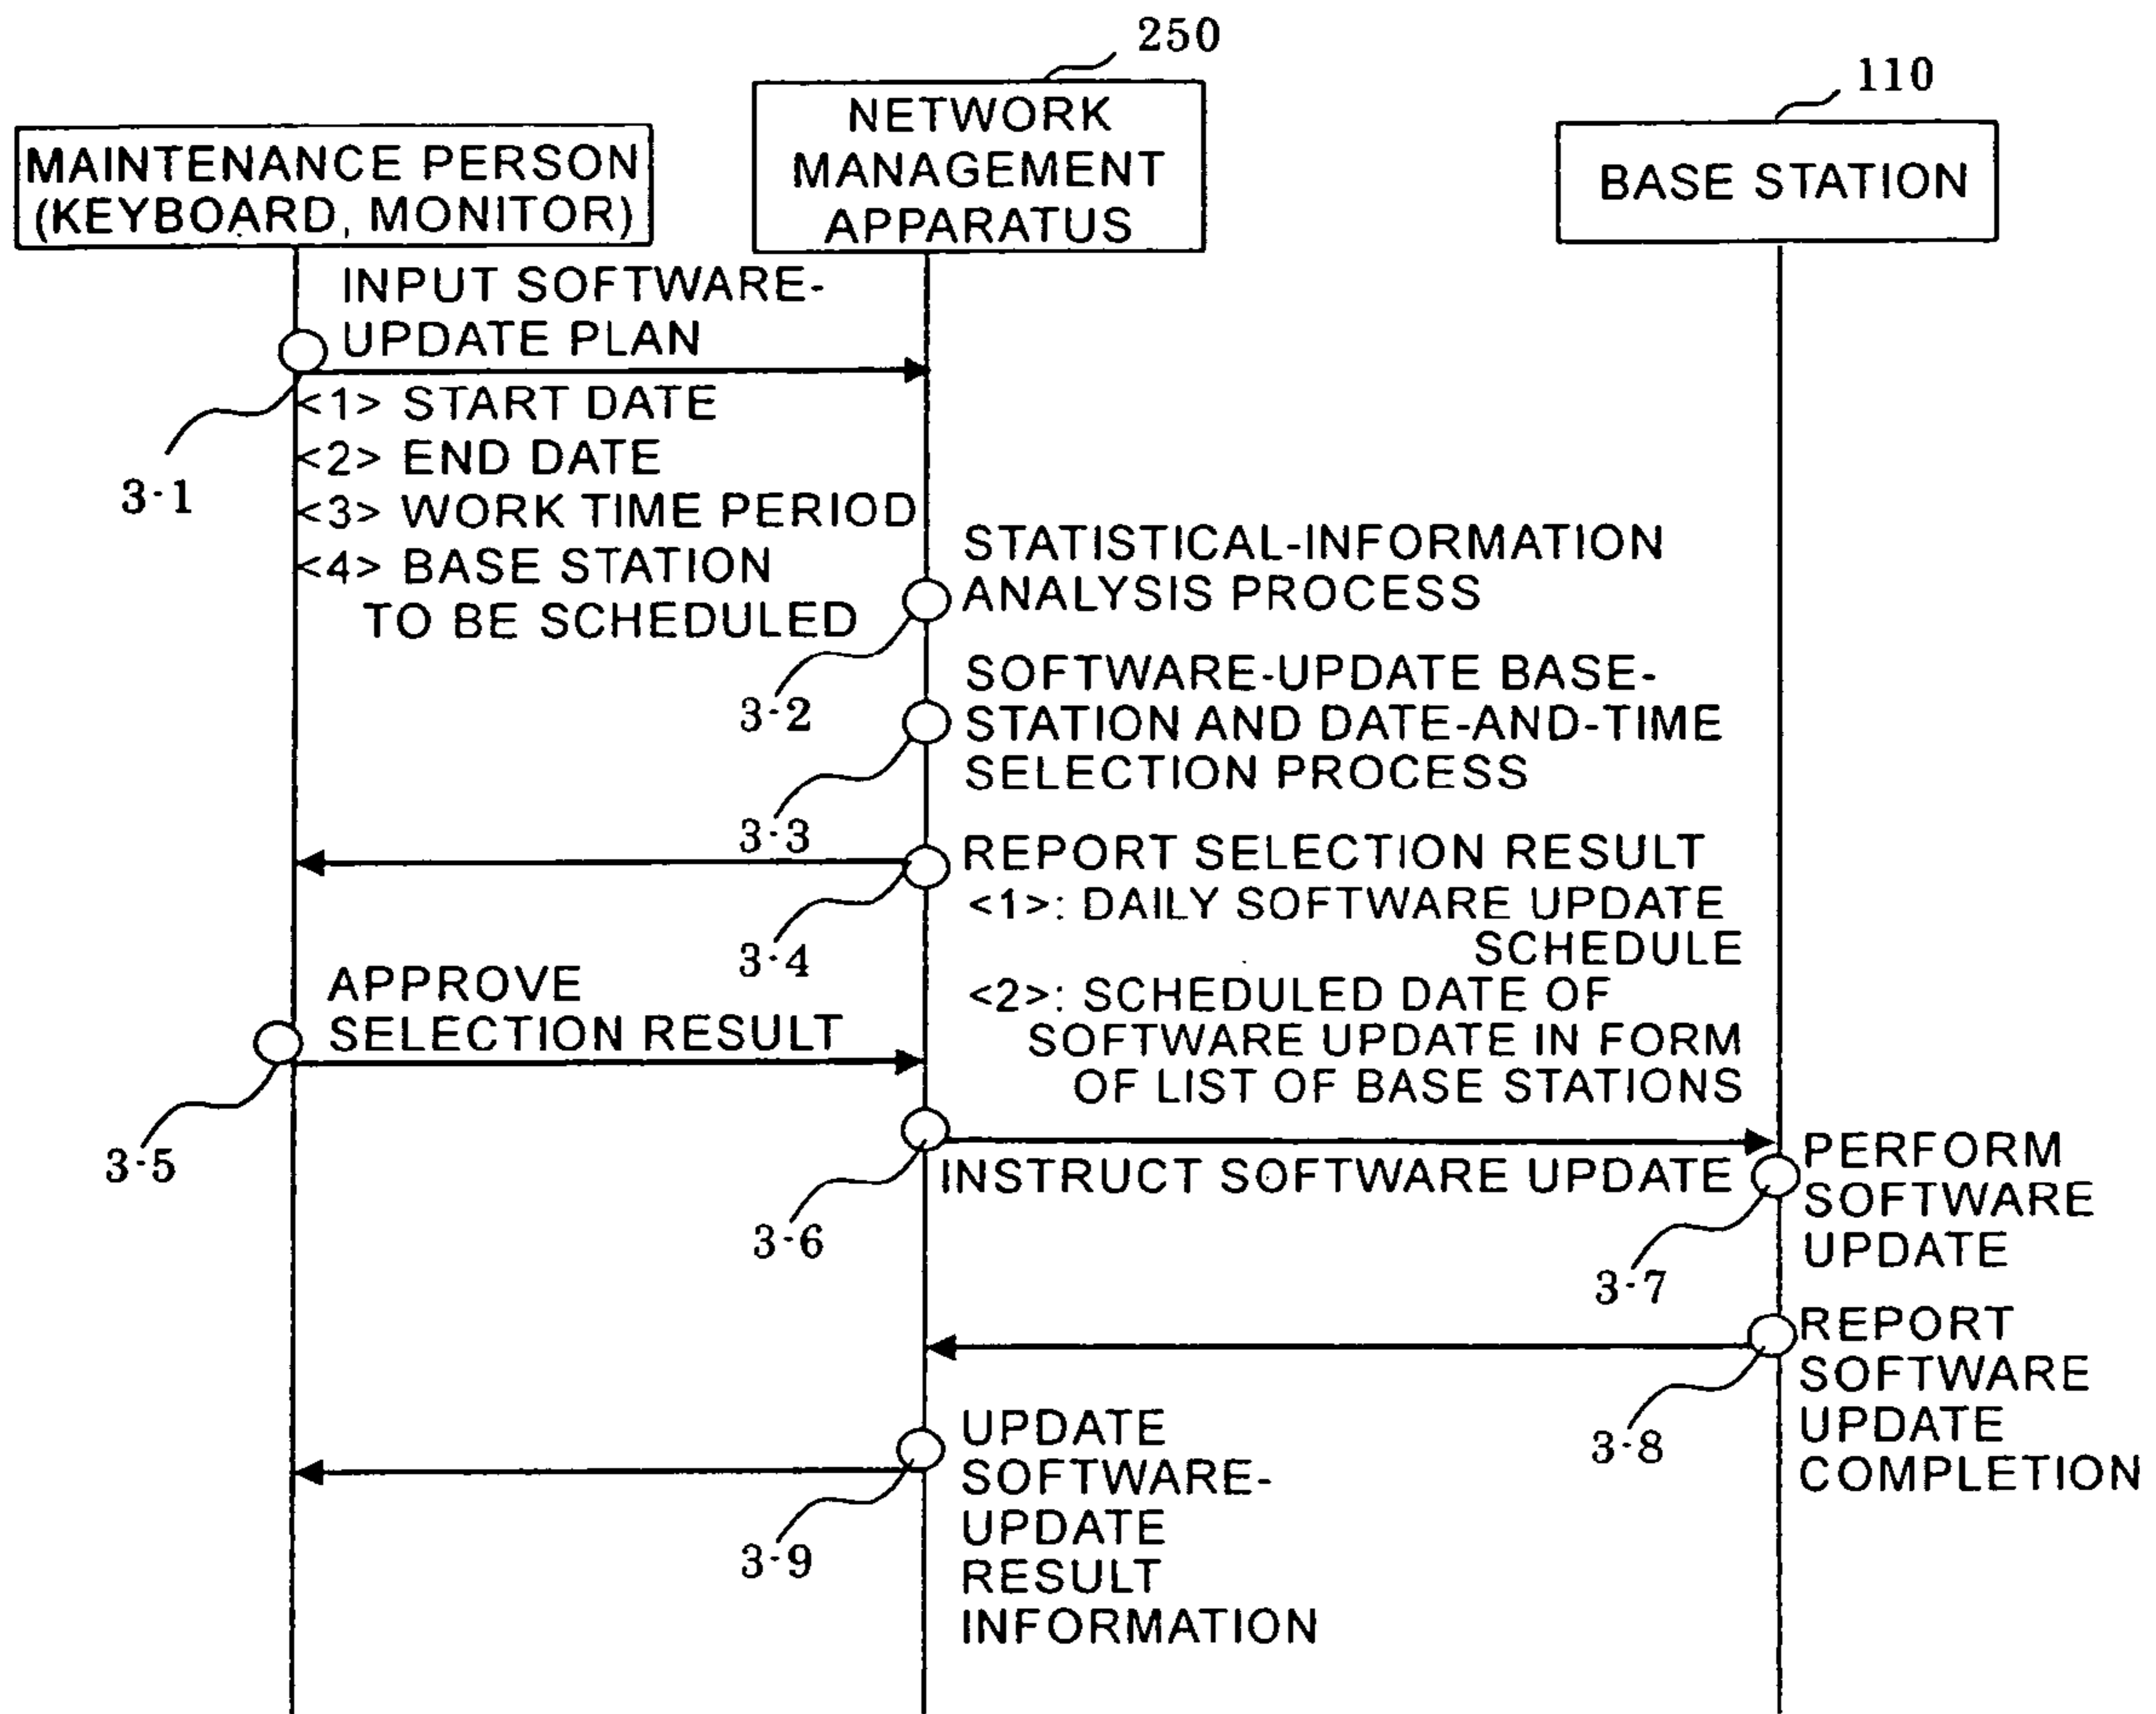 250
110
NETWORK
MANAGEMENT
APPARATUS
MAINTENANCE PERSON
(KEYBOARD, MONITOR)
BASE STATION
INPUT SOFTWARE-
UPDATE PLAN
<1> START DATE
<2> END DATE
<3> WORK TIME PERIOD
<4> BASE STATION
TO BE SCHEDULED
3-1
STATISTICAL-INFORMATION
ANALYSIS PROCESS
3-2
SOFTWARE-UPDATE BASE-
STATION AND DATE-AND-TIME
SELECTION PROCESS
3-3
REPORT SELECTION RESULT
<1>: DAILY SOFTWARE UPDATE
SCHEDULE
<2>: SCHEDULED DATE OF
SOFTWARE UPDATE IN FORM
OF LIST OF BASE STATIONS
3-4
APPROVE
SELECTION RESULT
3-5
INSTRUCT SOFTWARE UPDATE
3-6
PERFORM
SOFTWARE
UPDATE
3-7
REPORT
SOFTWARE
UPDATE
COMPLETION
3-8
UPDATE
SOFTWARE-
UPDATE
RESULT
INFORMATION
3-9